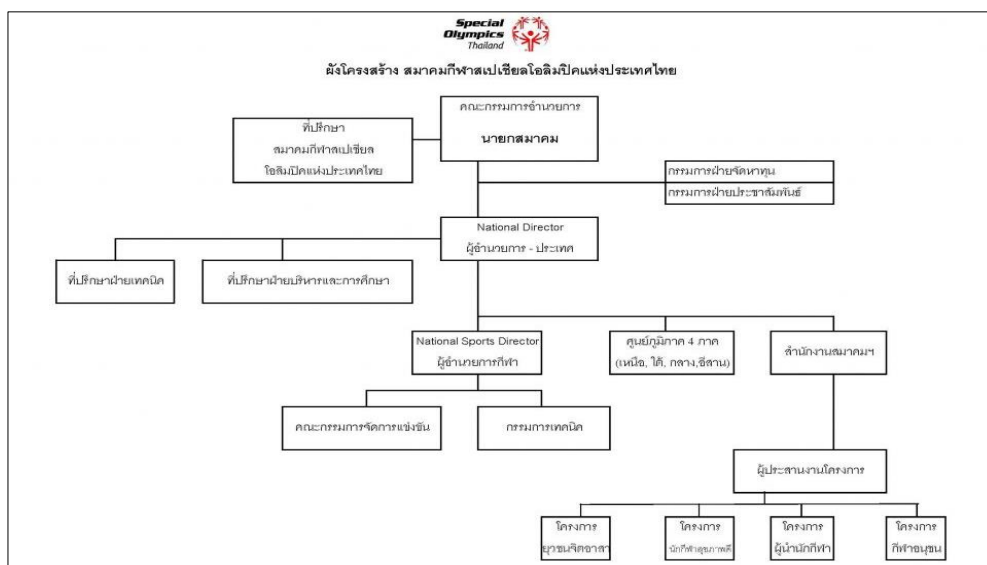 Special
Olympics
Thailand
ผังโครงสร้าง สมาคมกีฬาสเปเชียลโอลิมปิคแห่งประเทศไทย
คณะกรรมการอำนวยการ
นายกสมาคม
ที่ปรึกษา
สมาคมกีฬาสเปเชียล
โอลิมปิคแห่งประเทศไทย
กรรมการฝ่ายจัดหาทุน
กรรมการฝ่ายประชาสัมพันธ์
National Director
ผู้อำนวยการ - ประเทศ
ที่ปรึกษาฝ่ายเทคนิค
ที่ปรึกษาฝ่ายบริหารและการศึกษา
National Sports Director
ผู้อำนวยการกีฬา
ศูนย์ภูมิภาค 4 ภาค
(เหนือ, ใต้, กลาง,อีสาน)
สำนักงานสมาคมฯ
คณะกรรมการจัดการแข่งขัน
กรรมการเทคนิค
ผู้ประสานงานโครงการ
โครงการ
ยุวชนจิตอาสา
โครงการ
นักกีฬาสุขภาพดี
โครงการ
ผู้นำนักกีฬา
โครงการ
กีฬาอนุชน